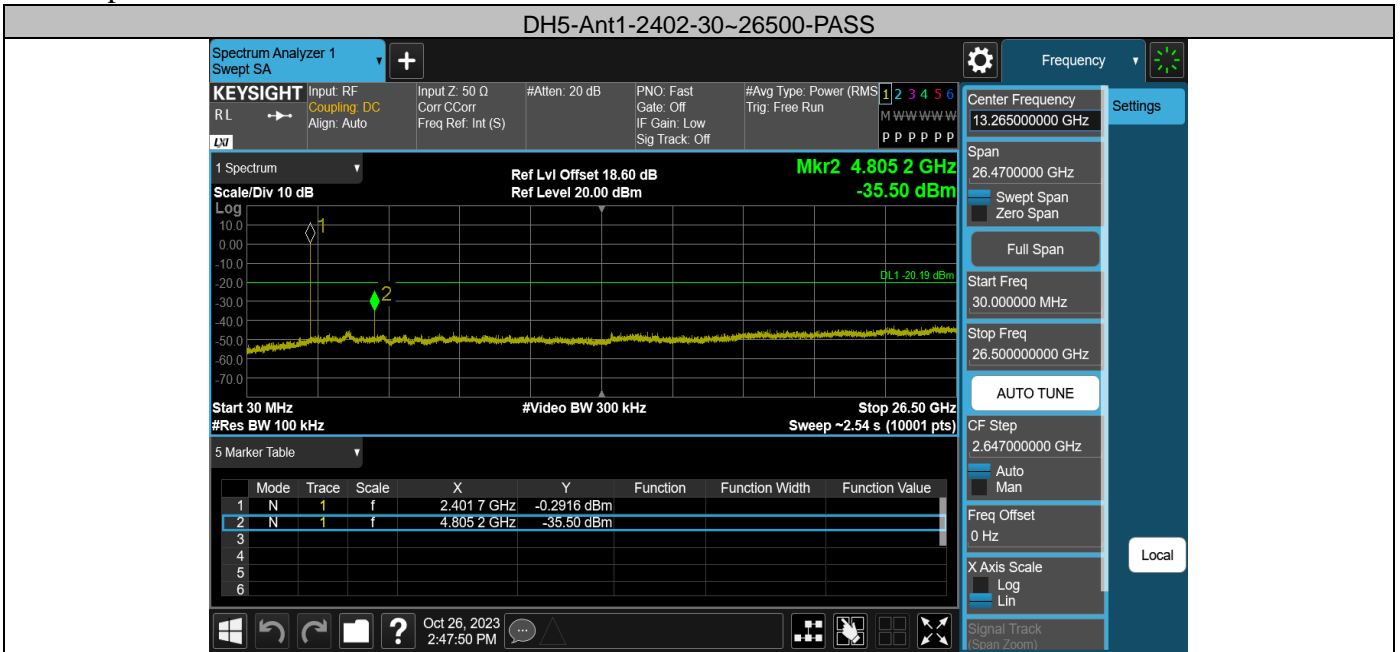 DH5-Ant1-2402-30~26500-PASS
Spectrum Analyzer 1
Swept SA
+
Frequency
KEYSIGHT
RL
LXI
Input: RF
Coupling: DC
Align: Auto
Input Z: 50 Ω
Corr CCorr
Freq Ref: Int (S)
#Atten: 20 dB
PNO: Fast
Gate: Off
IF Gain: Low
Sig Track: Off
#Avg Type: Power (RMS
Trig: Free Run
1 2 3 4 5 6
M W W W W W
P P P P P P
Center Frequency
13.265000000 GHz
Settings
1 Spectrum
Scale/Div 10 dB
Ref Lvl Offset 18.60 dB
Ref Level 20.00 dBm
Mkr2 4.805 2 GHz
-35.50 dBm
Span
26.4700000 GHz
Swept Span
Zero Span
Full Span
Log
10.0
0.00
-10.0
-20.0
-30.0
-40.0
-50.0
-60.0
-70.0
1
2
DL1 -20.19 dBm
Start Freq
30.000000 MHz
Stop Freq
26.500000000 GHz
AUTO TUNE
Start 30 MHz
#Video BW 300 kHz
Stop 26.50 GHz
#Res BW 100 kHz
Sweep ~2.54 s (10001 pts)
CF Step
2.647000000 GHz
Auto
Man
5 Marker Table
Mode Trace Scale X Y Function Function Width Function Value
1 N 1 f 2.401 7 GHz -0.2916 dBm
2 N 1 f 4.805 2 GHz -35.50 dBm
3
4
5
6
Freq Offset
0 Hz
X Axis Scale
Log
Lin
Local
Signal Track
(Span Zoom)
?
Oct 26, 2023
2:47:50 PM